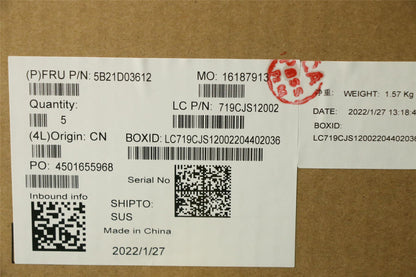 (P)FRU P/N: 5B21D03612
MO: 16187913
Quantity:
5
LC P/N: 719CJS12002
(4L)Origin: CN
BOXID: LC719CJS12002204402036
PO: 4501655968
Serial No
Inbound info
SHIPTO:
SUS
Made in China
2022/1/27
净重: WEIGHT: 1.57 Kg
DATE: 2022/1/27 13:18:4
BOXID:
LC719CJS12002204402036